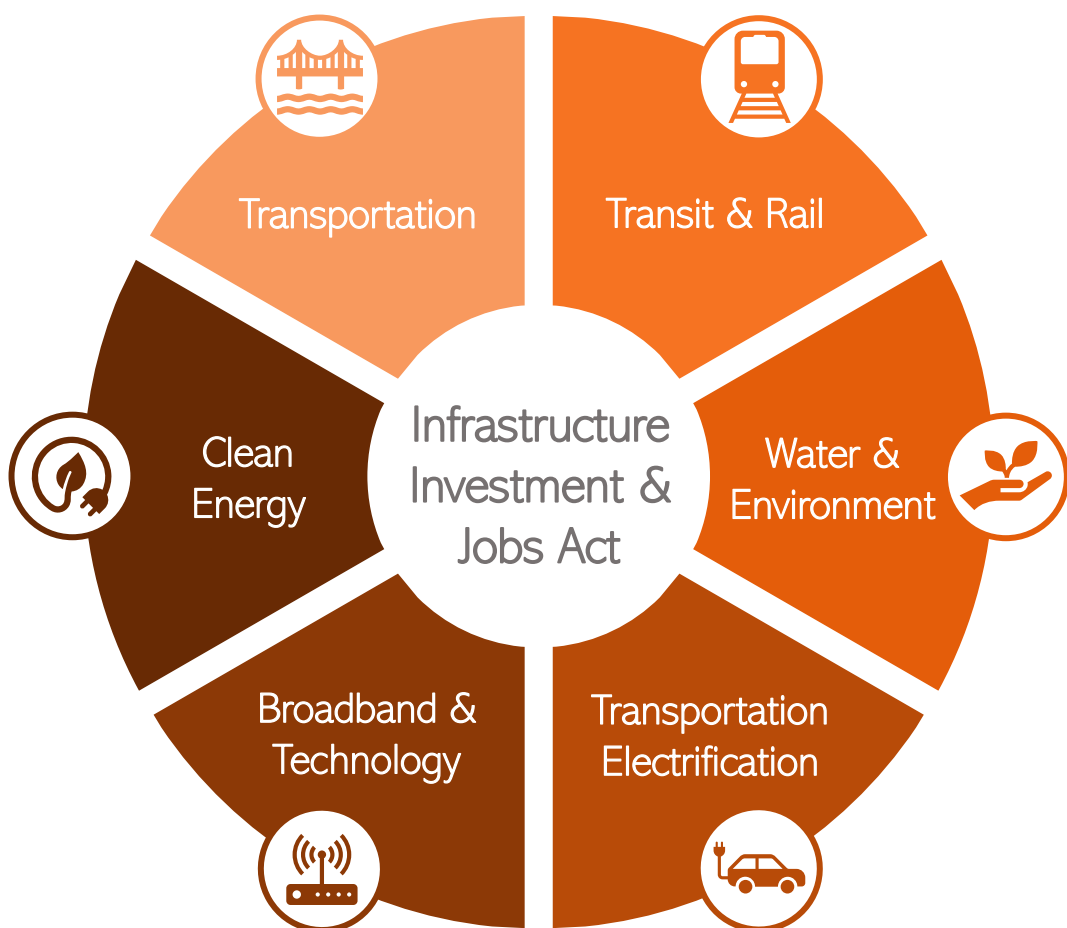 Transportation
Transit & Rail
Clean
Energy
Infrastructure
Investment &
Jobs Act
Water &
Environment
Broadband &
Technology
Transportation
Electrification